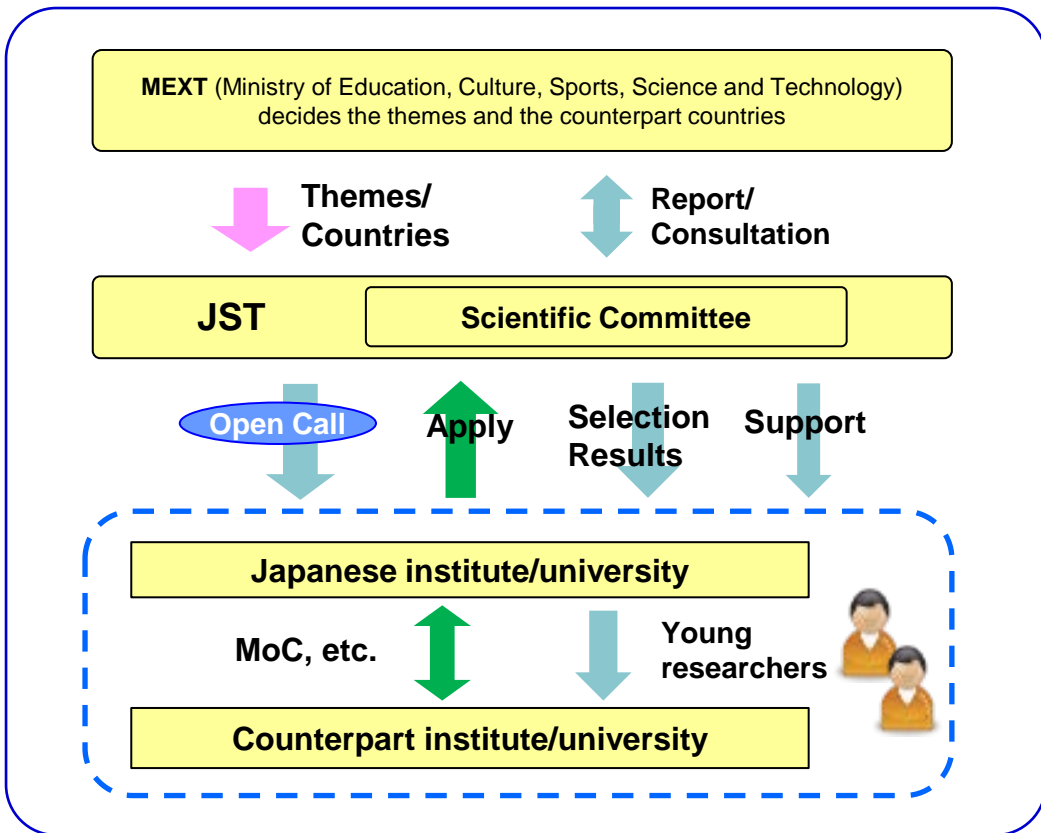 MEXT (Ministry of Education, Culture, Sports, Science and Technology)
decides the themes and the counterpart countries
Themes/
Countries
Report/
Consultation
JST
Scientific Committee
Open Call
Apply
Selection
Results
Support
Japanese institute/university
MoC, etc.
Young
researchers
Counterpart institute/university